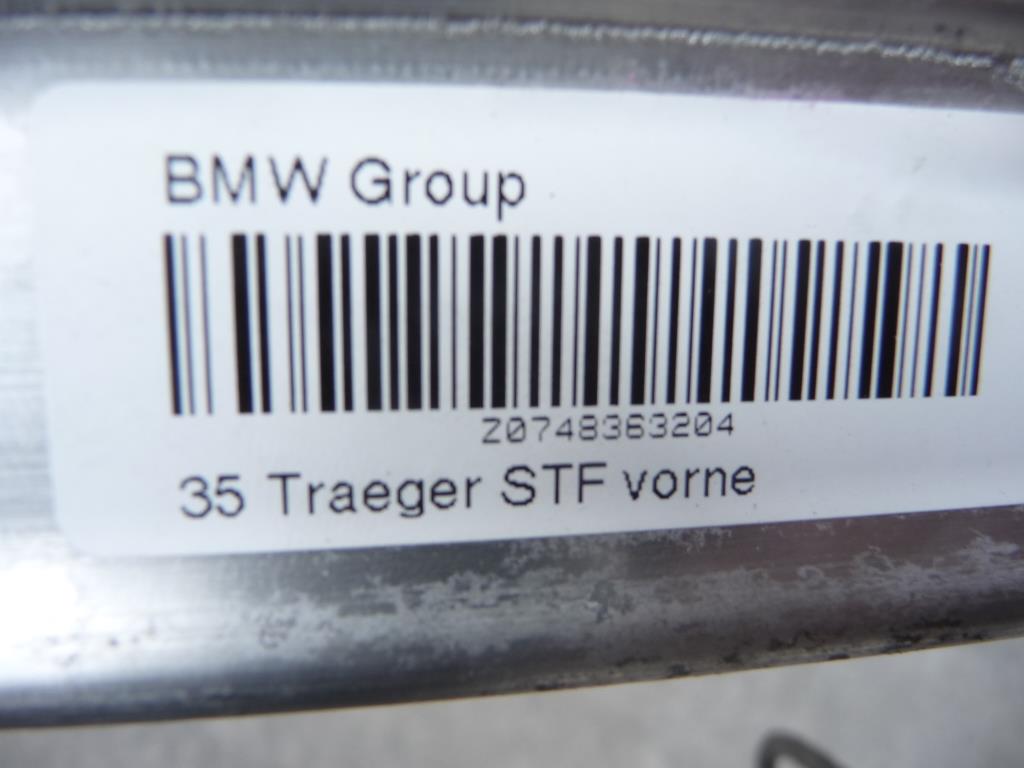 BMW Group
Z0748363204
35 Traeger STF vorne